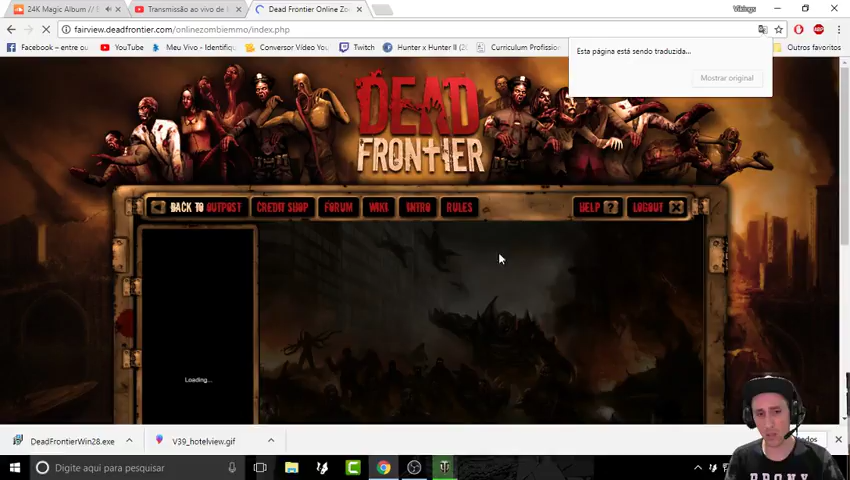 24K Magic Album // S
Transmissão ao vivo de
Dead Frontier Online Zo
Vikings
fairview.deadfrontier.com/onlinezombiemmo/index.php
Facebook – entre ou
YouTube
Meu Vivo - Identifiq
Conversor Vídeo You
Twitch
Hunter x Hunter II (20
Curriculum Profission
Outros favoritos
Esta página está sendo traduzida...
Mostrar original
DEAD
FRONTIER
BACK TO OUTPOST
CREDIT SHOP
FORUM
WIKI
INTRO
RULES
HELP ?
LOGOUT
Loading...
DeadFrontierWin28.exe
V39_hotelview.gif
Digite aqui para pesquisar